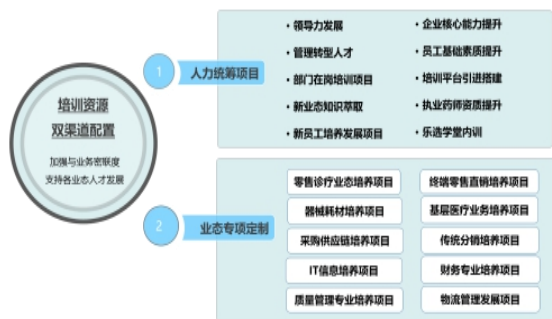 培训资源
双渠道配置
加强与业务密联度
支持各业态人才发展
1
人力统筹项目
• 领导力发展
• 管理转型人才
• 部门在岗培训项目
• 新业态知识萃取
• 新员工培养发展项目
• 企业核心能力提升
• 员工基础素质提升
• 培训平台引进搭建
• 执业药师资质提升
• 乐选学堂内训
2
业态专项定制
零售诊疗业态培养项目
终端零售直销培养项目
器械耗材培养项目
基层医疗业务培养项目
采购供应链培养项目
传统分销培养项目
IT信息培养项目
财务专业培养项目
质量管理专业培养项目
物流管理发展项目